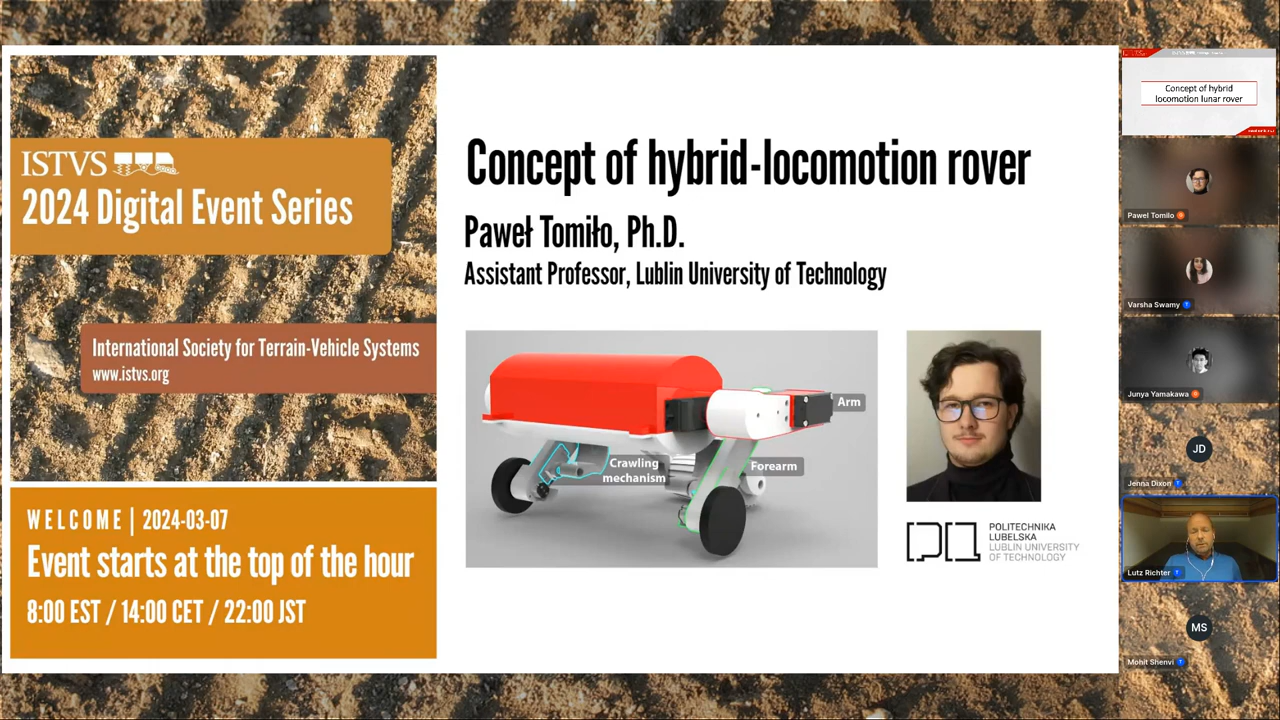 ISTVS
2024 Digital Event Series
International Society for Terrain-Vehicle Systems
www.istvs.org
WELCOME | 2024-03-07
Event starts at the top of the hour
8:00 EST / 14:00 CET / 22:00 JST
Concept of hybrid-locomotion rover
Paweł Tomiło, Ph.D.
Assistant Professor, Lublin University of Technology
Arm
Crawling
mechanism
Forearm
POLITECHNIKA
LUBELSKA
LUBLIN UNIVERSITY
OF TECHNOLOGY
Concept of hybrid
locomotion lunar rover
Pawel Tomilo
Varsha Swamy
Junya Yamakawa
JD
Jenna Dixon
Lutz Richter
MS
Mohit Shenvi